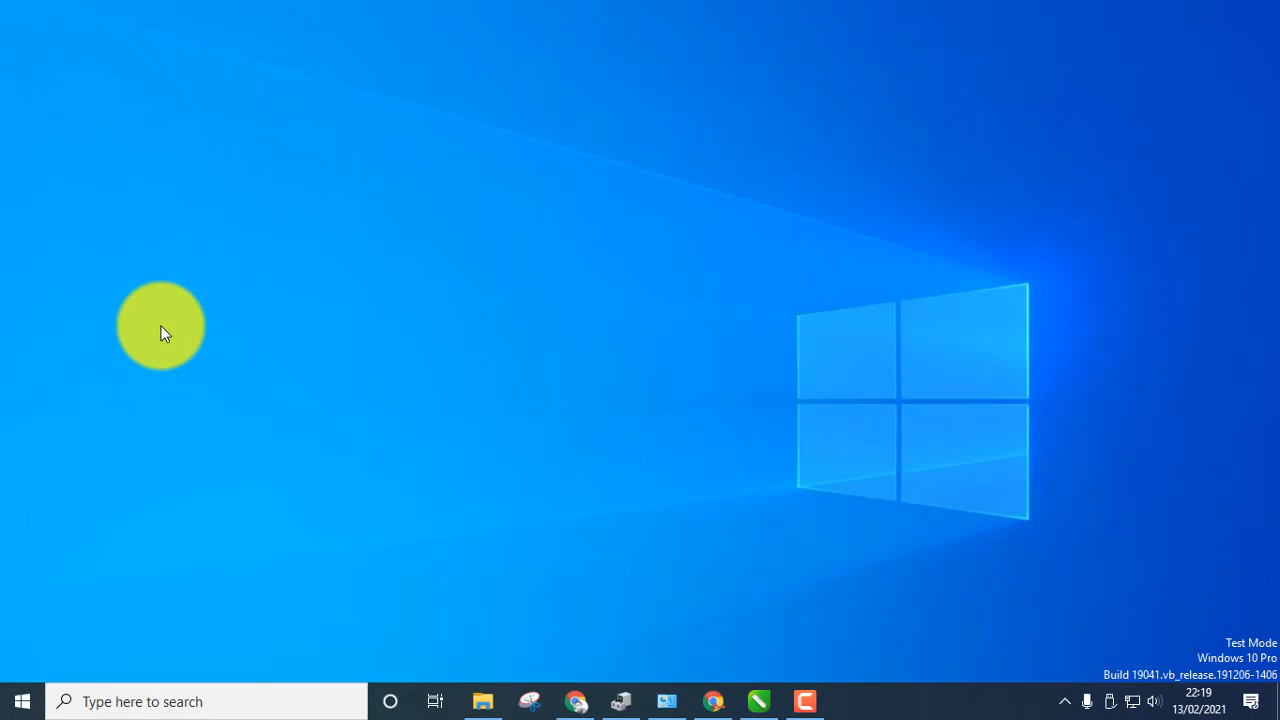 Test Mode
Windows 10 Pro
Build 19041.vb_release.191206-1406
Type here to search
22:19
13/02/2021